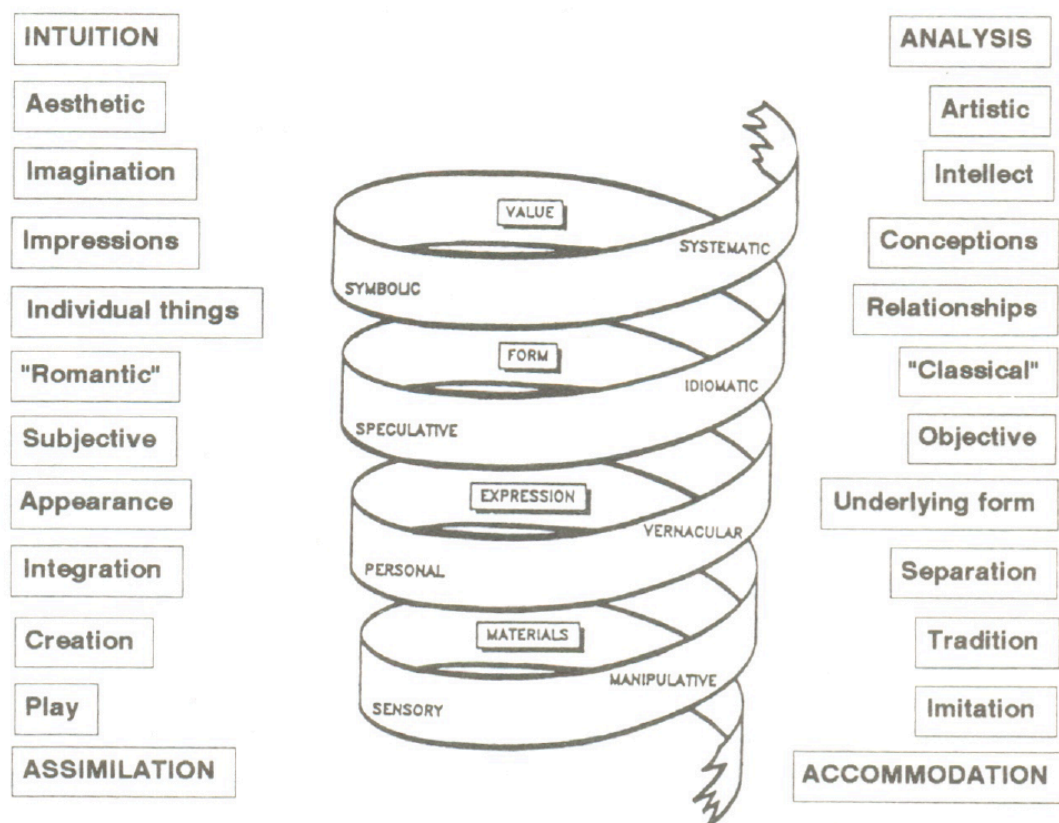 INTUITION
Aesthetic
Imagination
Impressions
Individual things
"Romantic"
Subjective
Appearance
Integration
Creation
Play
ASSIMILATION
VALUE
SYSTEMATIC
SYMBOLIC
FORM
IDIOMATIC
SPECULATIVE
EXPRESSION
VERNACULAR
PERSONAL
MATERIALS
MANIPULATIVE
SENSORY
ANALYSIS
Artistic
Intellect
Conceptions
Relationships
"Classical"
Objective
Underlying form
Separation
Tradition
Imitation
ACCOMMODATION